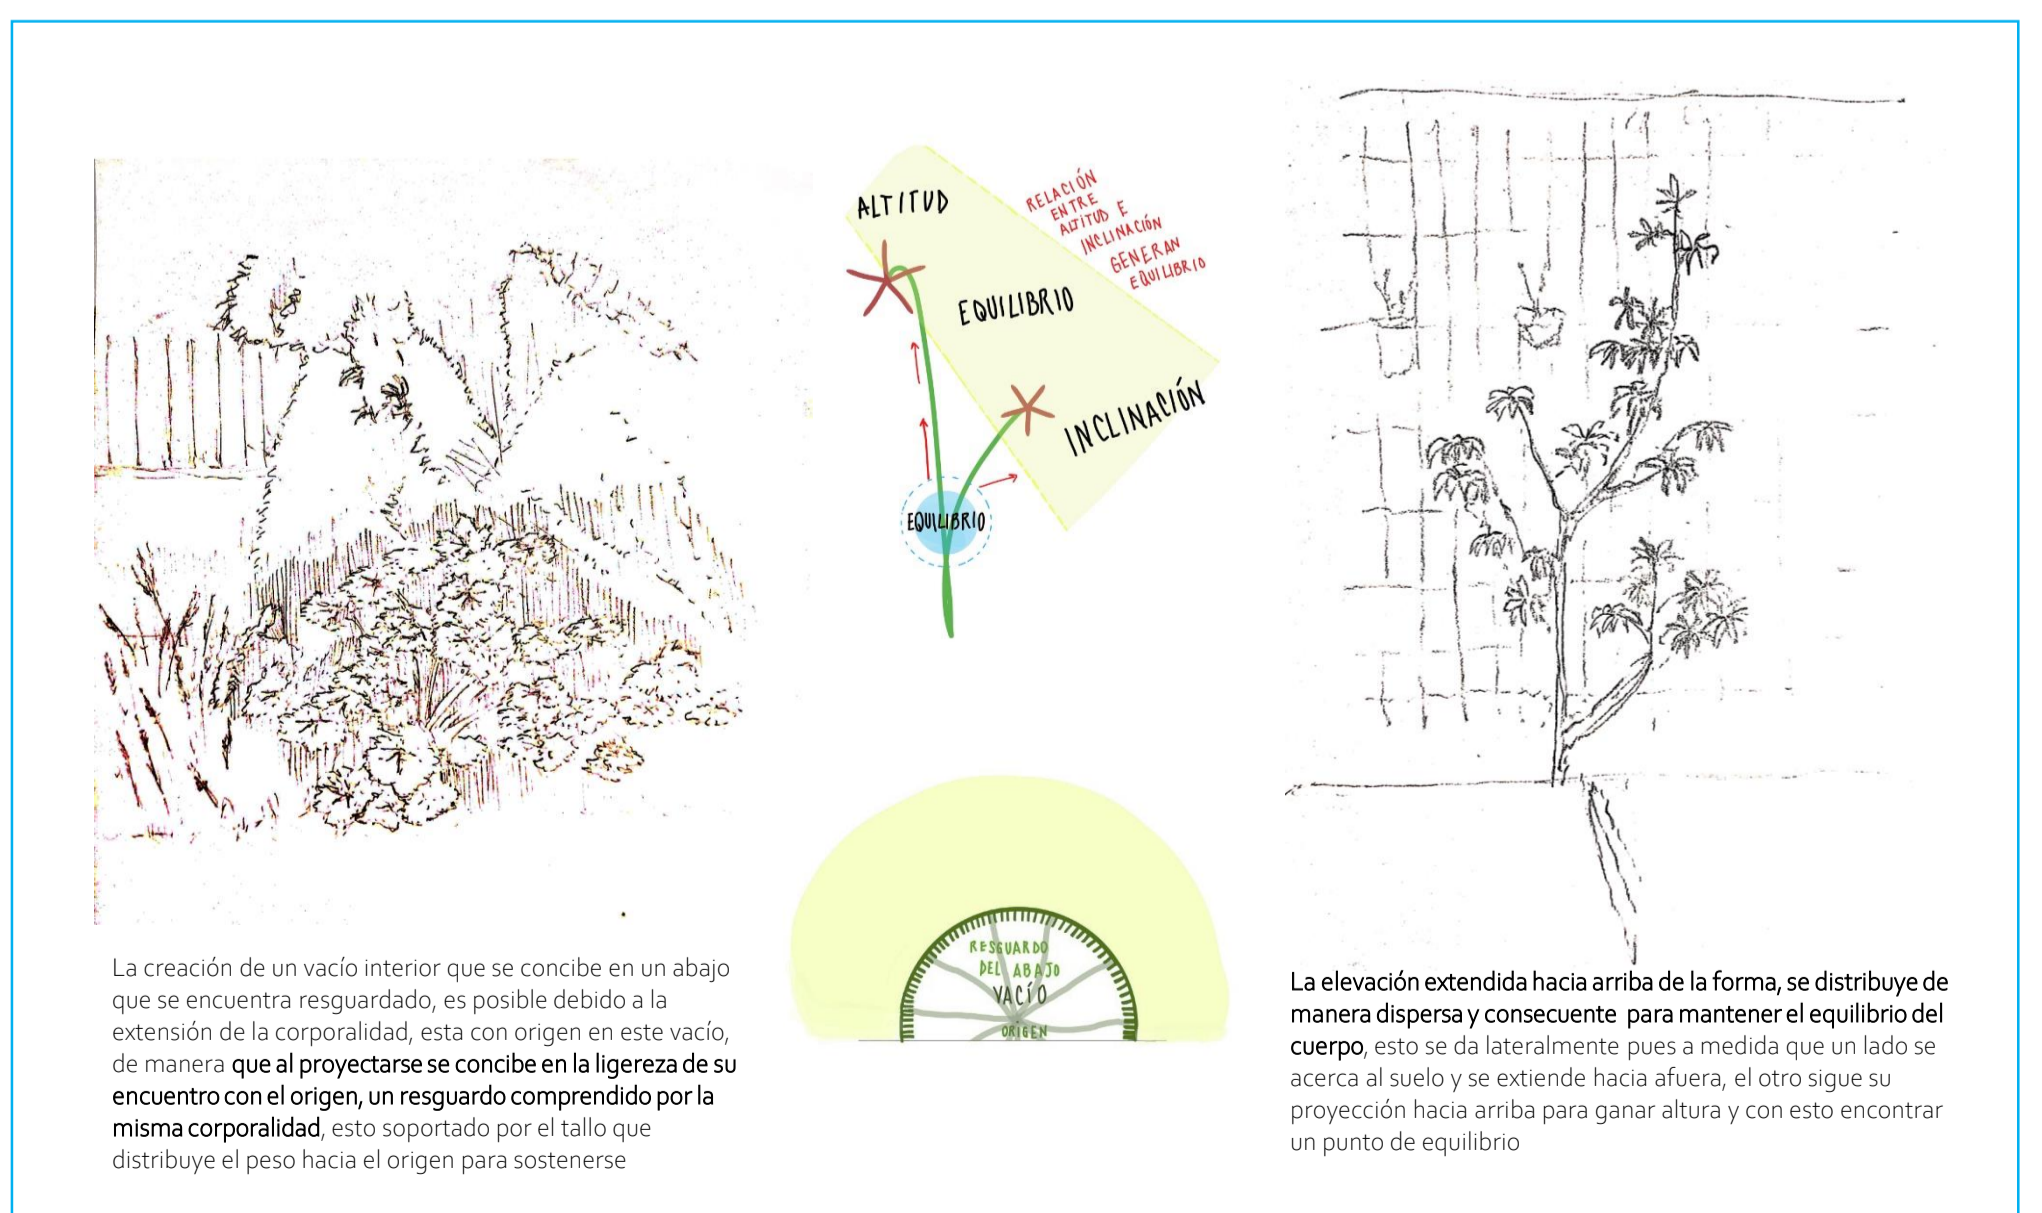 ALTITUD
RELACIÓN
ENTRE
ALTITUD E
INCLINACIÓN
GENERAN
EQUILIBRIO
EQUILIBRIO
INCLINACIÓN
EQUILIBRIO
RESGUARDO
DEL ABAJO
VACÍO
ORIGEN
La creación de un vacío interior que se concibe en un abajo
que se encuentra resguardado, es posible debido a la
extensión de la corporalidad, esta con origen en este vacío,
de manera que al proyectarse se concibe en la ligereza de su
encuentro con el origen, un resguardo comprendido por la
misma corporalidad, esto soportado por el tallo que
distribuye el peso hacia el origen para sostenerse
La elevación extendida hacia arriba de la forma, se distribuye de
manera dispersa y consecuente para mantener el equilibrio del
cuerpo, esto se da lateralmente pues a medida que un lado se
acerca al suelo y se extiende hacia afuera, el otro sigue su
proyección hacia arriba para ganar altura y con esto encontrar
un punto de equilibrio